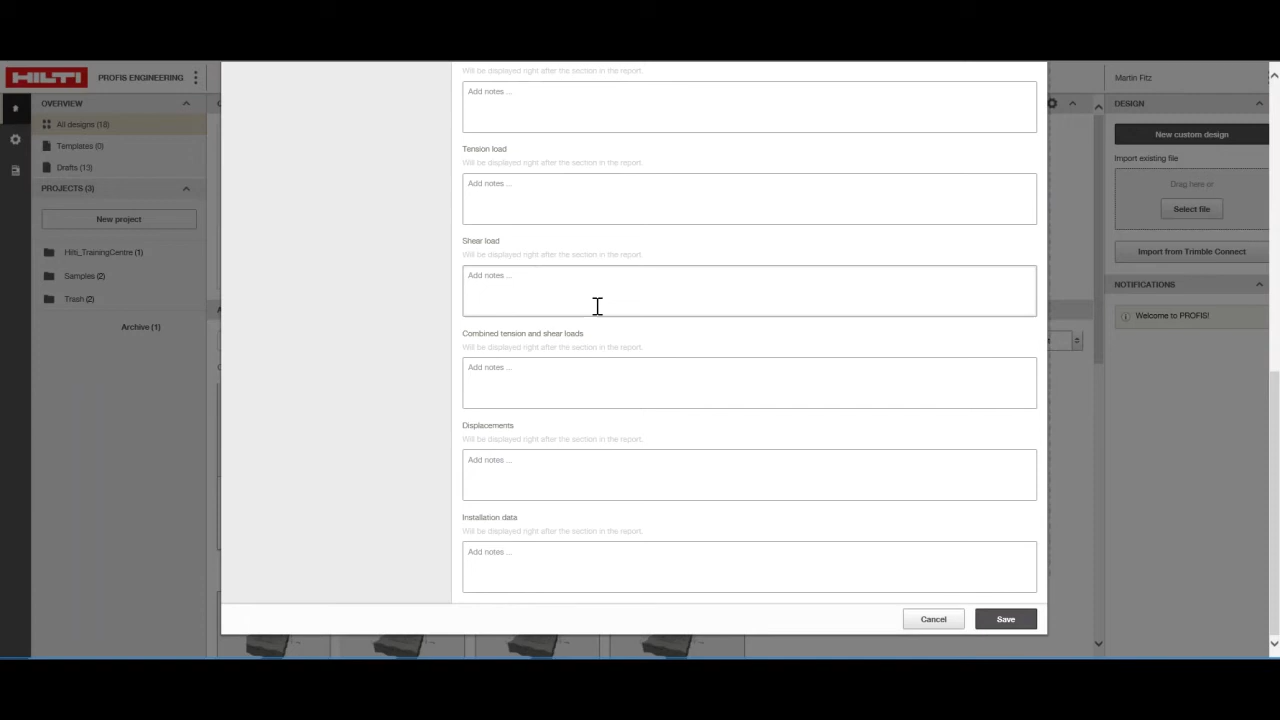 HILTI PROFIS ENGINEERING
Martin Fitz
OVERVIEW
All designs (18)
Templates (0)
Drafts (13)
PROJECTS (3)
New project
Hilti_TrainingCentre (1)
Samples (2)
Trash (2)
Archive (1)
Will be displayed right after the section in the report.
Add notes ...
Tension load
Will be displayed right after the section in the report.
Add notes ...
Shear load
Will be displayed right after the section in the report.
Add notes ...
Combined tension and shear loads
Will be displayed right after the section in the report.
Add notes ...
Displacements
Will be displayed right after the section in the report.
Add notes ...
Installation data
Will be displayed right after the section in the report.
Add notes ...
Cancel
Save
DESIGN
New custom design
Import existing file
Drag here or
Select file
Import from Trimble Connect
NOTIFICATIONS
Welcome to PROFIS!